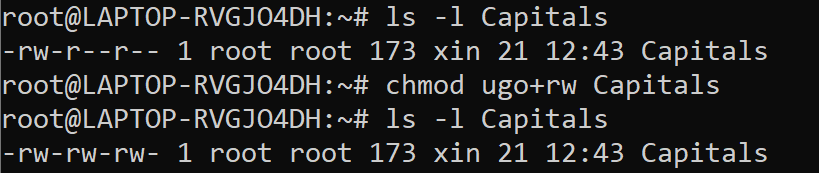 root@LAPTOP-RVGJO4DH:~# ls -l Capitals
-rw-r--r-- 1 root root 173 xin 21 12:43 Capitals
root@LAPTOP-RVGJO4DH:~# chmod ugo+rw Capitals
root@LAPTOP-RVGJO4DH:~# ls -l Capitals
-rw-rw-rw- 1 root root 173 xin 21 12:43 Capitals